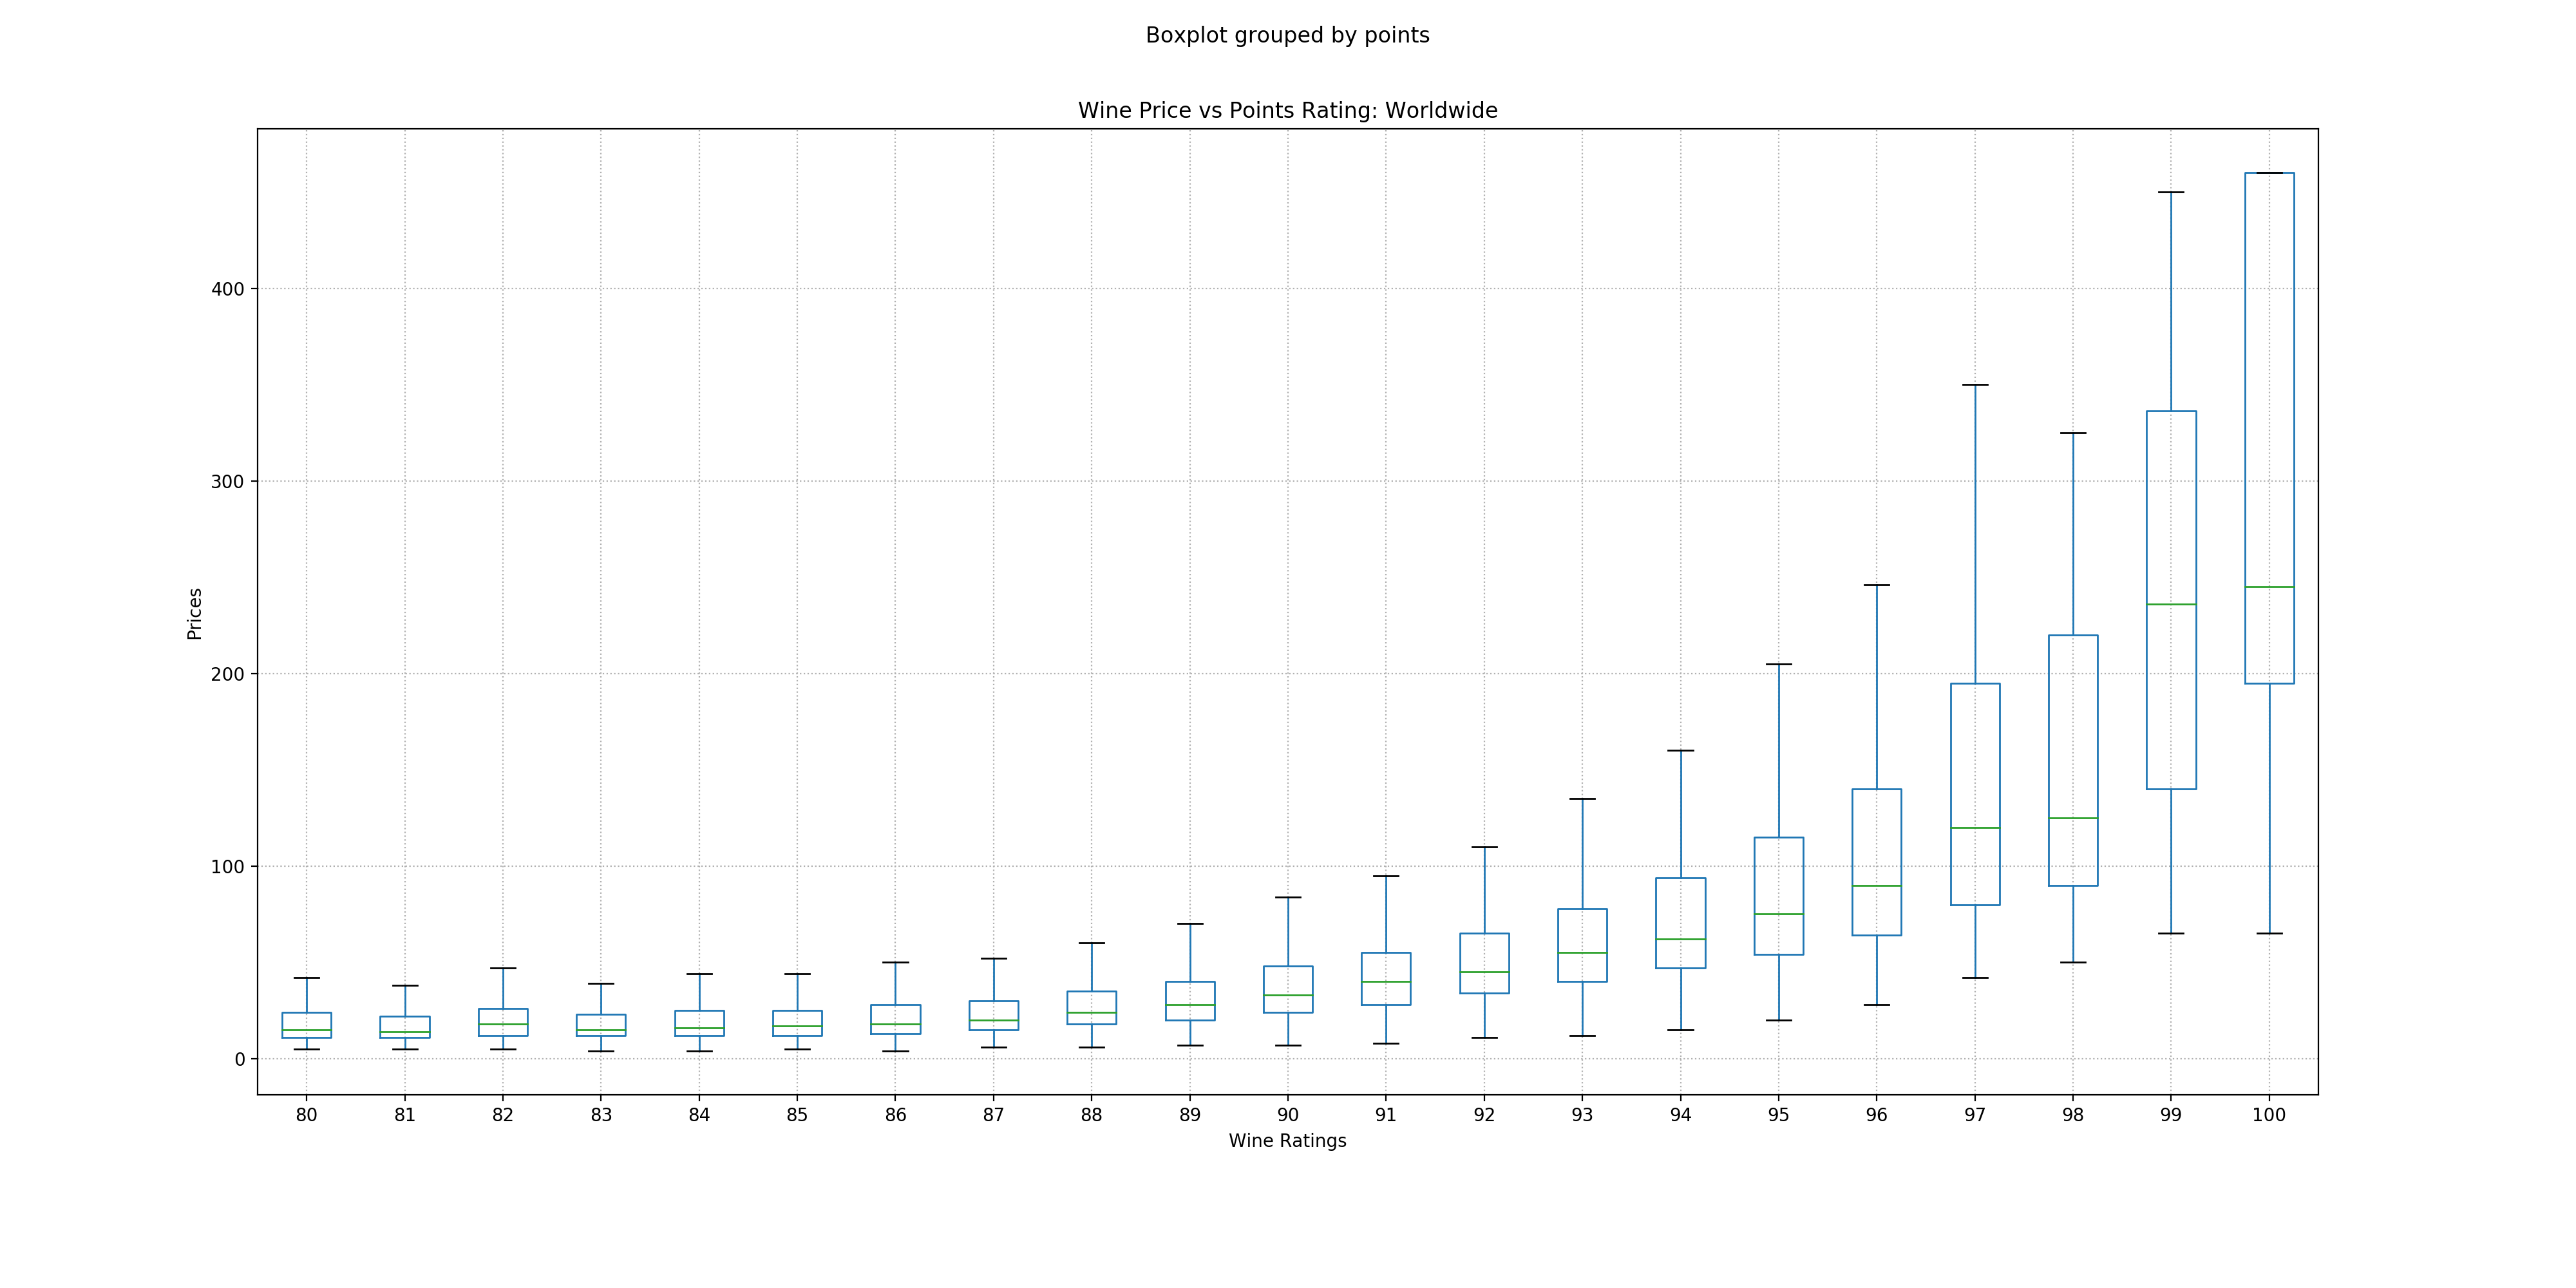 Boxplot grouped by points
Wine Price vs Points Rating: Worldwide
400
300
200
100
0
Prices
80 81 82 83 84 85 86 87 88 89 90 91 92 93 94 95 96 97 98 99 100
Wine Ratings